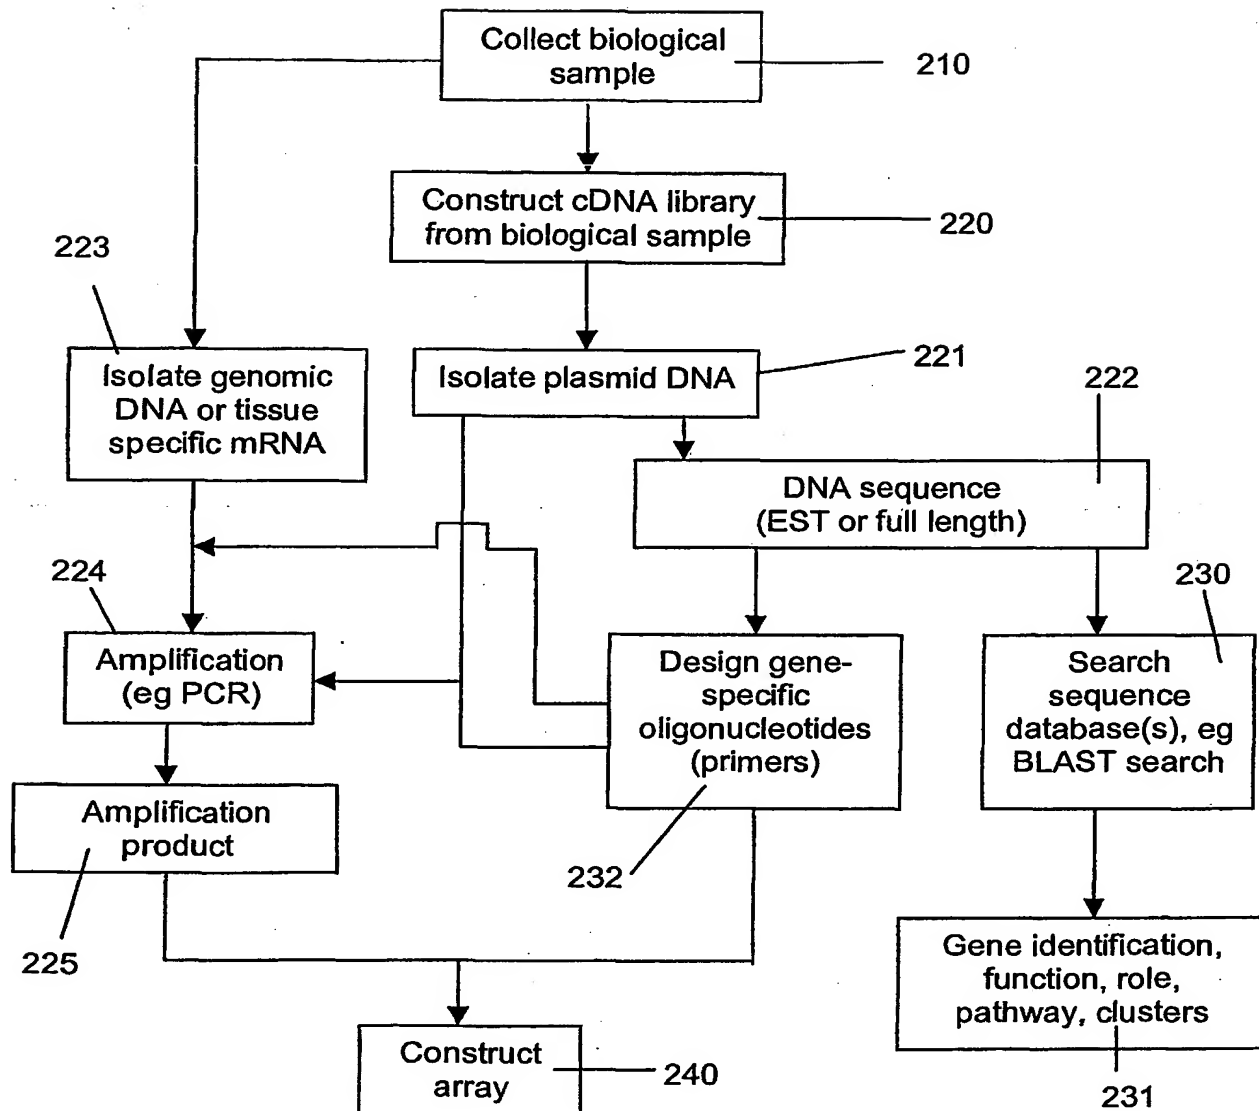 Collect biological
sample
210
Construct cDNA library
from biological sample
220
223
Isolate genomic
DNA or tissue
specific mRNA
Isolate plasmid DNA
221
222
DNA sequence
(EST or full length)
224
Amplification
(eg PCR)
Design gene-
specific
oligonucleotides
(primers)
230
Search
sequence
database(s), eg
BLAST search
Amplification
product
225
232
Gene identification,
function, role,
pathway, clusters
231
Construct
array
240